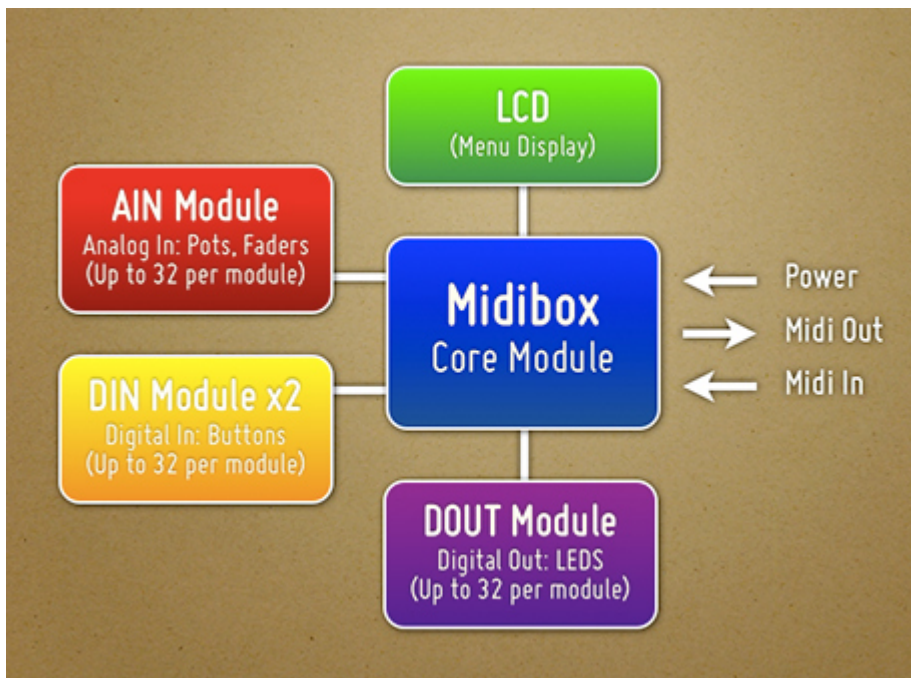 LCD
(Menu Display)
AIN Module
Analog In: Pots, Faders
(Up to 32 per module)
Midibox
Core Module
Power
Midi Out
Midi In
DIN Module x2
Digital In: Buttons
(Up to 32 per module)
DOUT Module
Digital Out: LEDS
(Up to 32 per module)